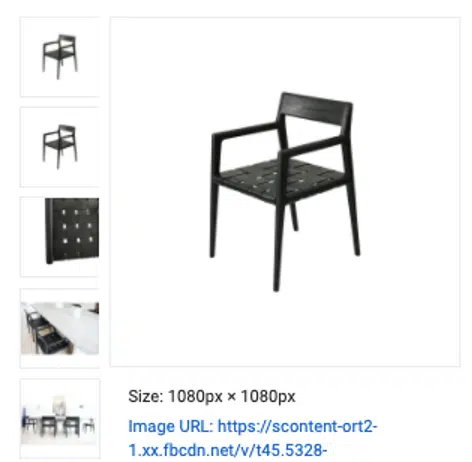 Size: 1080px × 1080px
Image URL: https://scontent-ort2-
1.xx.fbcdn.net/v/t45.5328-